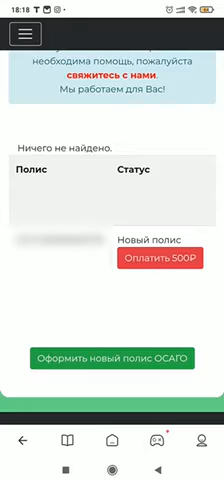 18:18
64
необходима помощь, пожалуйста
свяжитесь с нами.
Мы работаем для Вас!
Ничего не найдено.
Полис Статус
Новый полис
Оплатить 500₽
Оформить новый полис ОСАГО